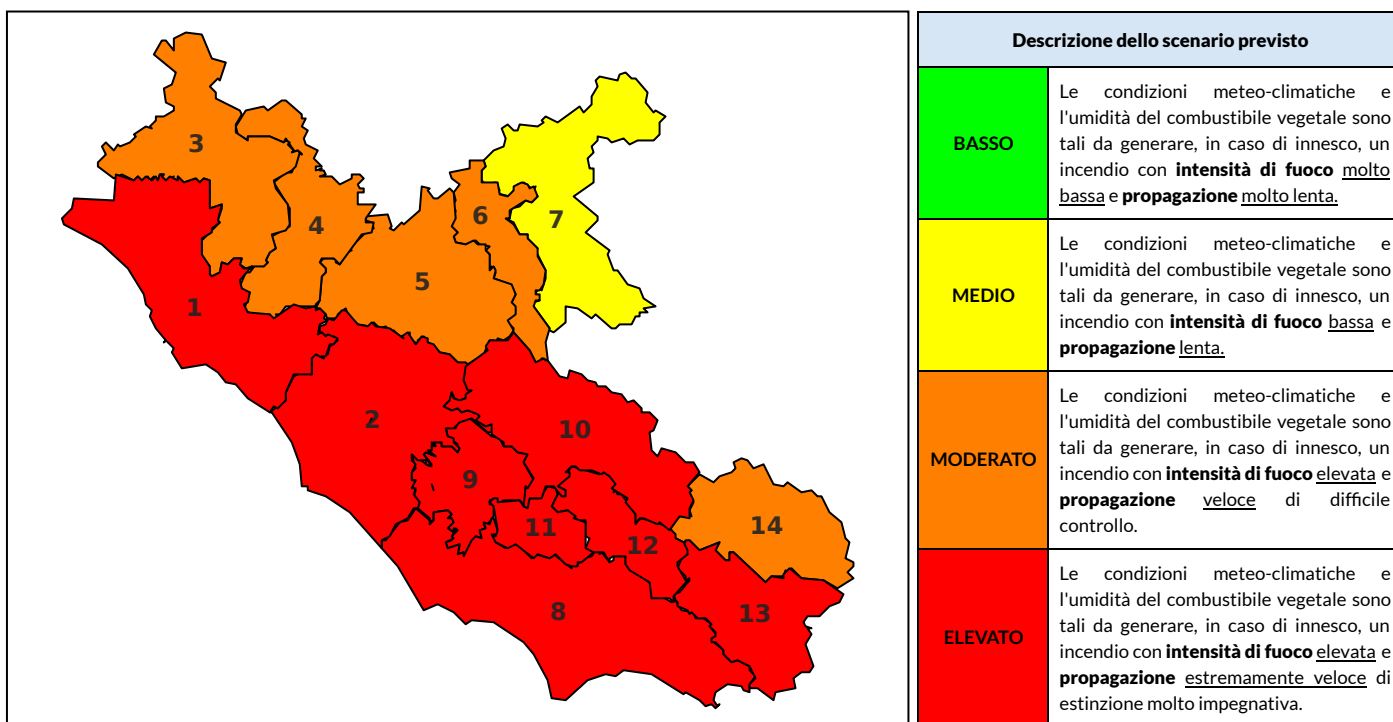 3
4
6
7
5
1
2
10
9
14
11
12
8
13
Descrizione dello scenario previsto
BASSO
Le condizioni meteo-climatiche e
l'umidità del combustibile vegetale sono
tali da generare, in caso di innesco, un
incendio con intensità di fuoco molto
bassa e propagazione molto lenta.
MEDIO
Le condizioni meteo-climatiche e
l'umidità del combustibile vegetale sono
tali da generare, in caso di innesco, un
incendio con intensità di fuoco bassa e
propagazione lenta.
MODERATO
Le condizioni meteo-climatiche e
l'umidità del combustibile vegetale sono
tali da generare, in caso di innesco, un
incendio con intensità di fuoco elevata e
propagazione veloce di difficile
controllo.
ELEVATO
Le condizioni meteo-climatiche e
l'umidità del combustibile vegetale sono
tali da generare, in caso di innesco, un
incendio con intensità di fuoco elevata e
propagazione estremamente veloce di
estinzione molto impegnativa.